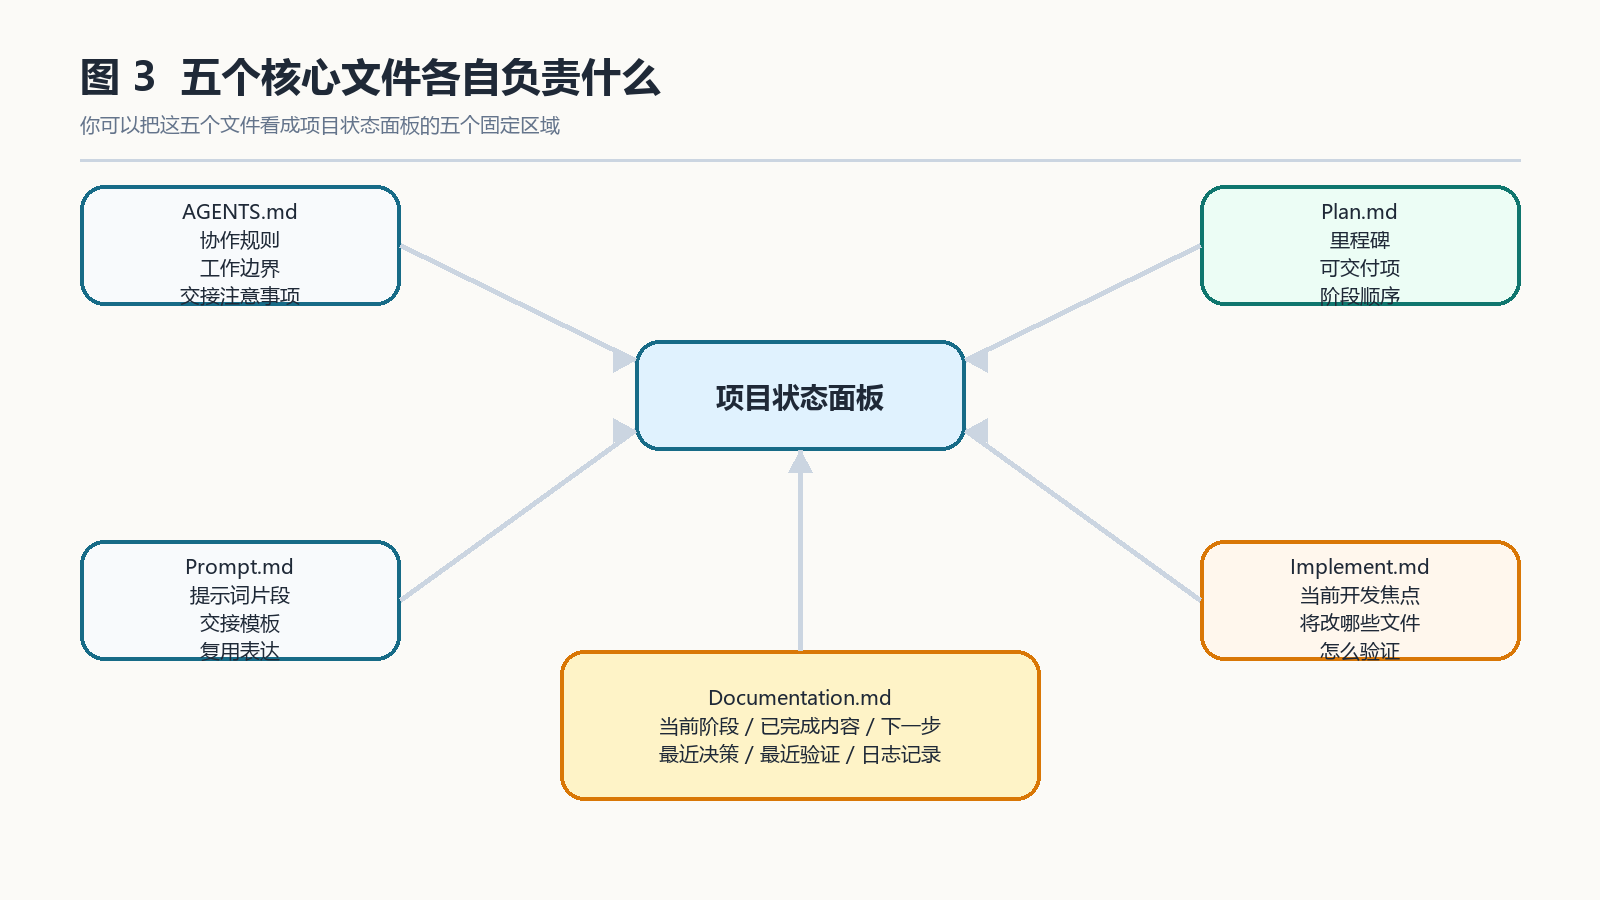 图 3 五个核心文件各自负责什么
你可以把这五个文件看成项目状态面板的五个固定区域
AGENTS.md
协作规则
工作边界
交接注意事项
Plan.md
里程碑
可交付项
阶段顺序
项目状态面板
Prompt.md
提示词片段
交接模板
复用表达
Implement.md
当前开发焦点
将改哪些文件
怎么验证
Documentation.md
当前阶段 / 已完成内容 / 下一步
最近决策 / 最近验证 / 日志记录